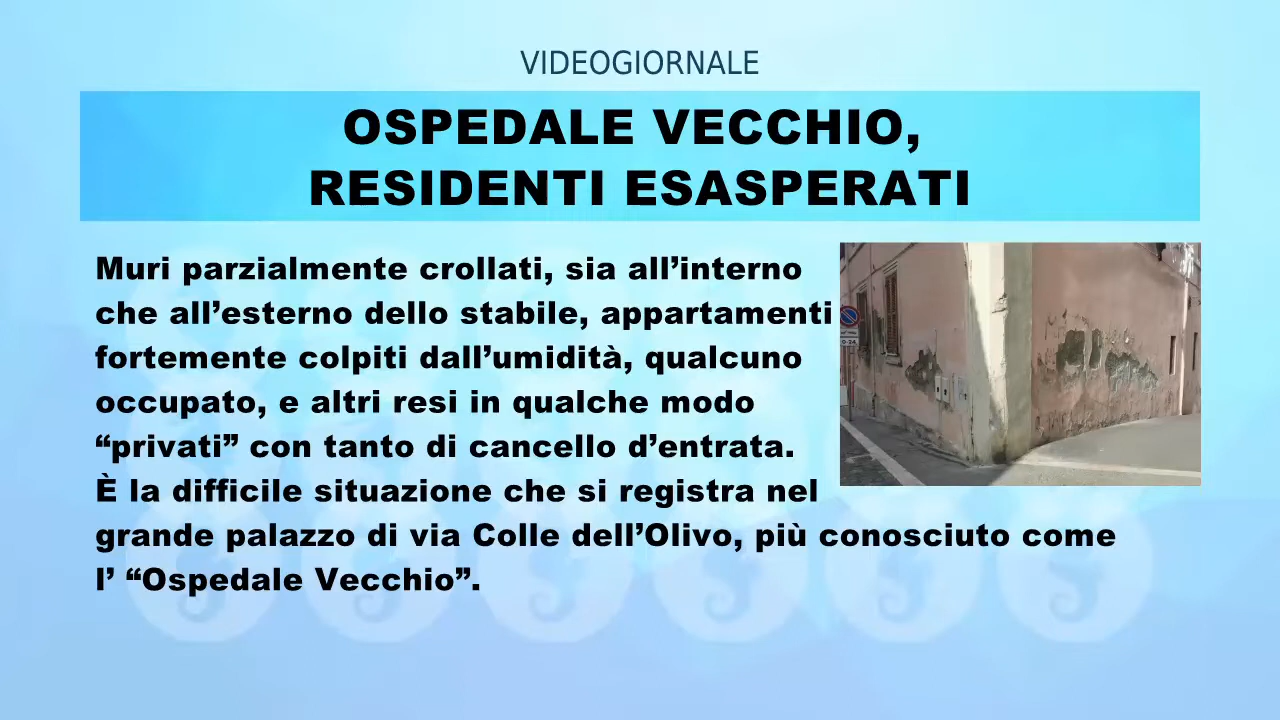 VIDEOGIORNALE
OSPEDALE VECCHIO,
RESIDENTI ESASPERATI
Muri parzialmente crollati, sia all’interno
che all’esterno dello stabile, appartamenti
fortemente colpiti dall’umidità, qualcuno
occupato, e altri resi in qualche modo
“privati” con tanto di cancello d’entrata.
È la difficile situazione che si registra nel
grande palazzo di via Colle dell’Olivo, più conosciuto come
l’ “Ospedale Vecchio”.
0-24